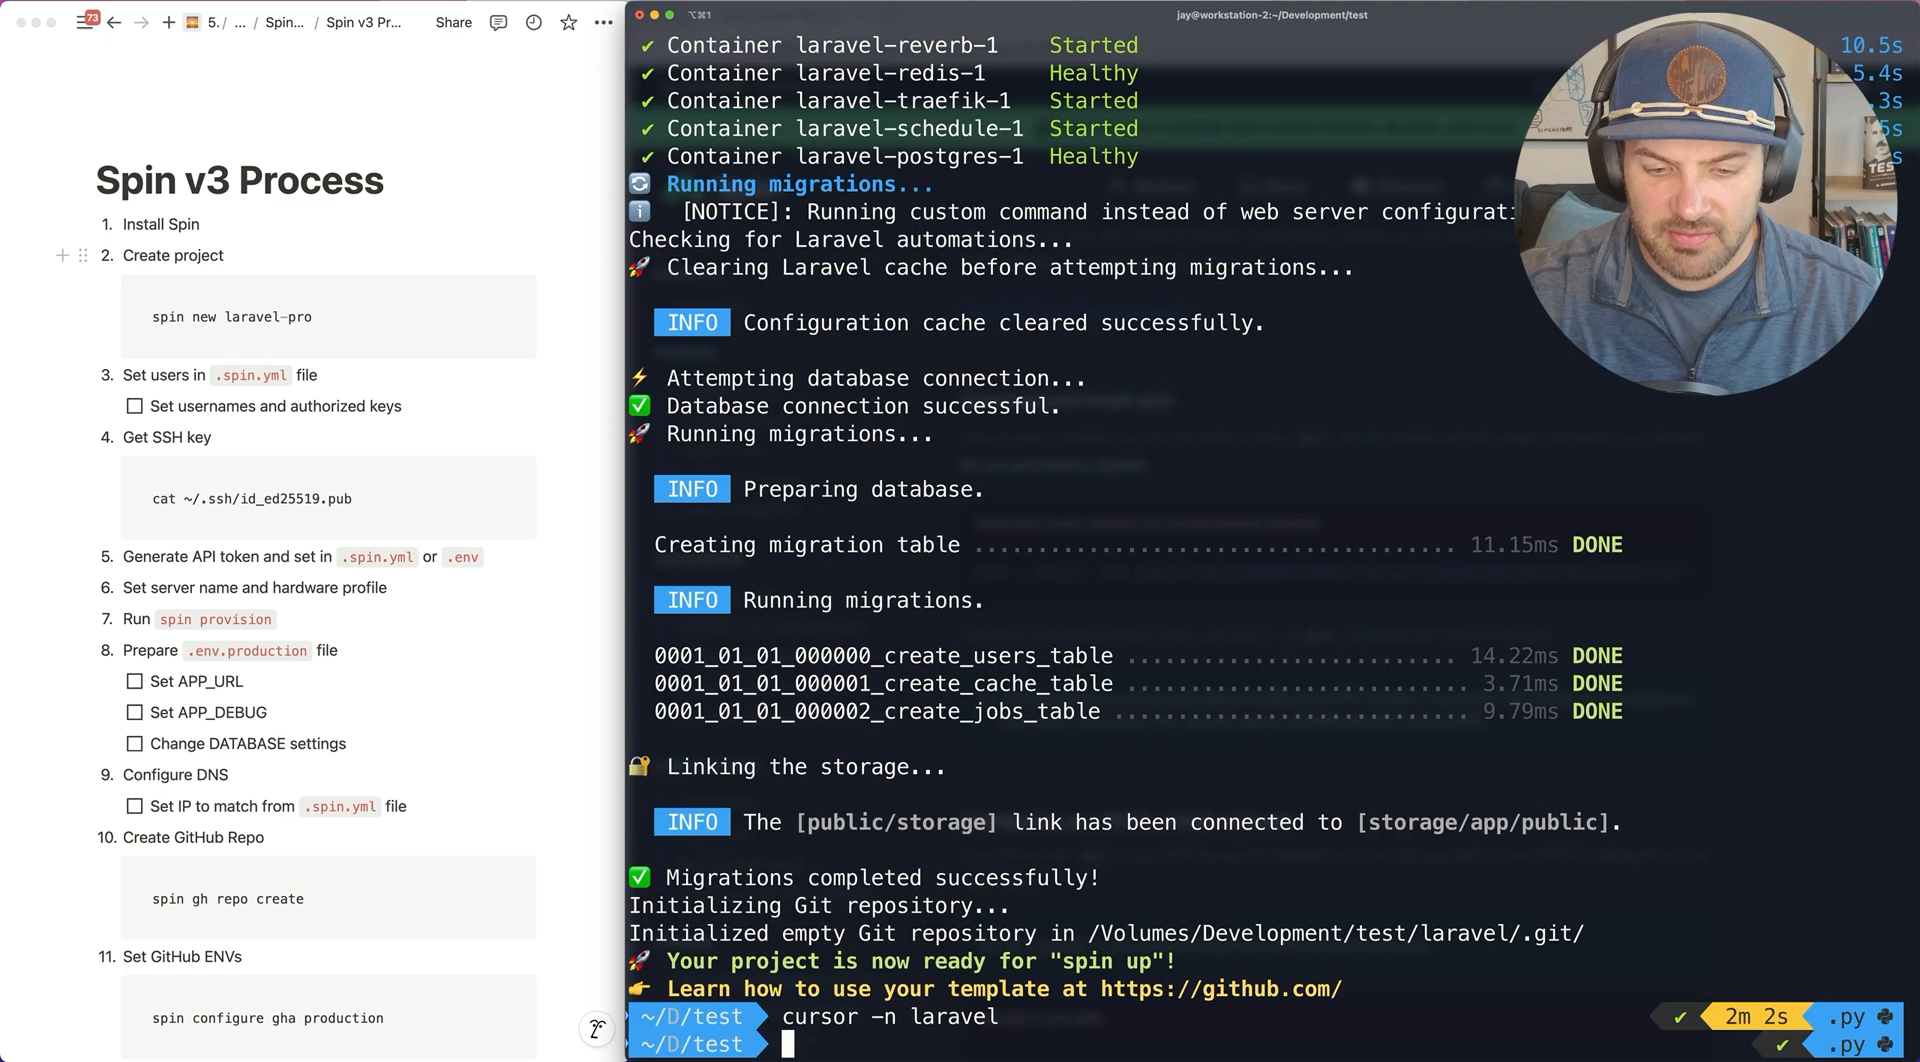 73
5. / ... / Spin... / Spin v3 Pr...
Share
Spin v3 Process
1. Install Spin
2. Create project
spin new laravel-pro
3. Set users in .spin.yml file
Set usernames and authorized keys
4. Get SSH key
cat ~/.ssh/id_ed25519.pub
5. Generate API token and set in .spin.yml or .env
6. Set server name and hardware profile
7. Run spin provision
8. Prepare .env.production file
Set APP_URL
Set APP_DEBUG
Change DATABASE settings
9. Configure DNS
Set IP to match from .spin.yml file
10. Create GitHub Repo
spin gh repo create
11. Set GitHub ENVs
spin configure gha production
⌥⌘1
jay@workstation-2:~/Development/test
✔ Container laravel-reverb-1 Started 10.5s
✔ Container laravel-redis-1 Healthy 5.4s
✔ Container laravel-traefik-1 Started .3s
✔ Container laravel-schedule-1 Started 5s
✔ Container laravel-postgres-1 Healthy s
Running migrations...
[NOTICE]: Running custom command instead of web server configurati
Checking for Laravel automations...
🚀 Clearing Laravel cache before attempting migrations...
INFO Configuration cache cleared successfully.
⚡ Attempting database connection...
✅ Database connection successful.
🚀 Running migrations...
INFO Preparing database.
Creating migration table ...................................... 11.15ms DONE
INFO Running migrations.
0001_01_01_000000_create_users_table .......................... 14.22ms DONE
0001_01_01_000001_create_cache_table ........................... 3.71ms DONE
0001_01_01_000002_create_jobs_table ............................ 9.79ms DONE
🔐 Linking the storage...
INFO The [public/storage] link has been connected to [storage/app/public].
✅ Migrations completed successfully!
Initializing Git repository...
Initialized empty Git repository in /Volumes/Development/test/laravel/.git/
🚀 Your project is now ready for "spin up"!
👉 Learn how to use your template at https://github.com/
~/D/test cursor -n laravel ✔ 2m 2s .py
~/D/test ✔ .py